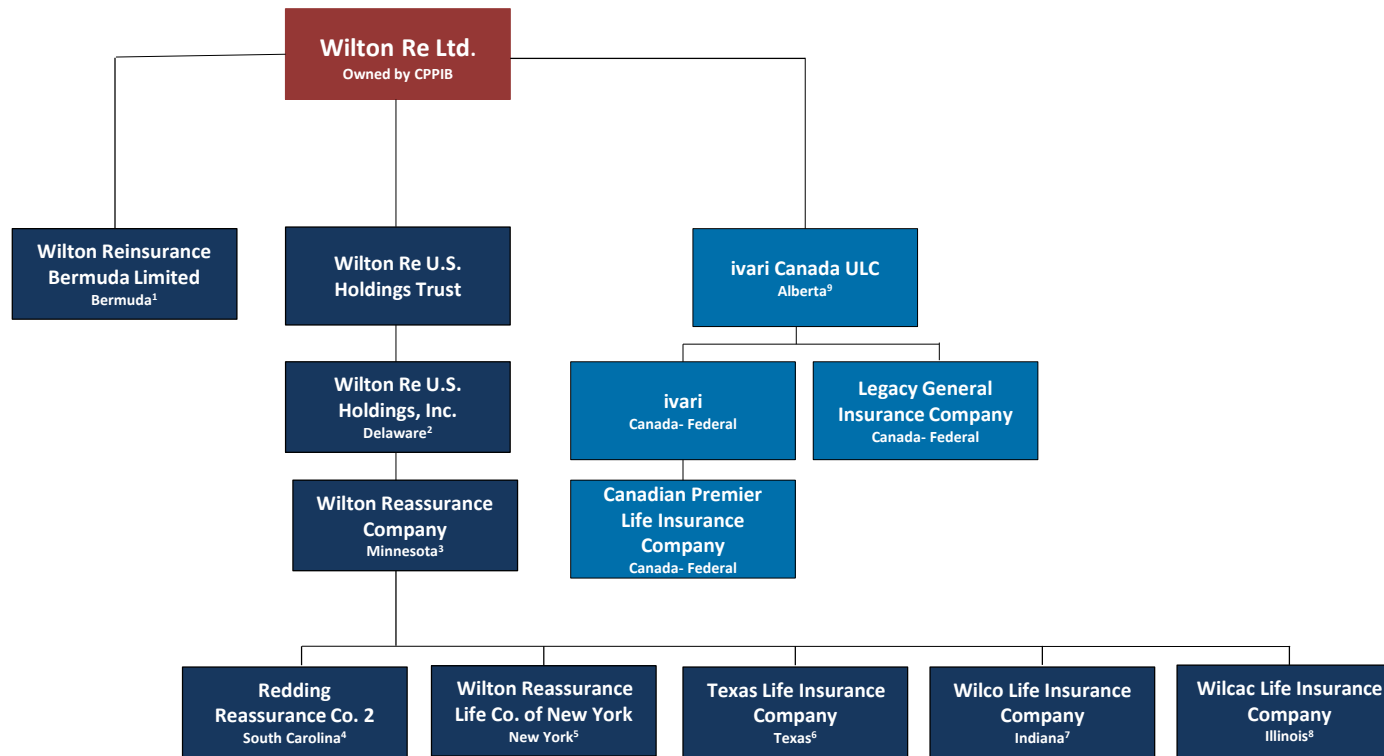 Wilton Re Ltd.
Owned by CPPIB
Wilton Reinsurance
Bermuda Limited
Bermuda¹
Wilton Re U.S.
Holdings Trust
ivari Canada ULC
Alberta⁹
Wilton Re U.S.
Holdings, Inc.
Delaware²
ivari
Canada- Federal
Legacy General
Insurance Company
Canada- Federal
Wilton Reassurance
Company
Minnesota³
Canadian Premier
Life Insurance
Company
Canada- Federal
Redding
Reassurance Co. 2
South Carolina⁴
Wilton Reassurance
Life Co. of New York
New York⁵
Texas Life Insurance
Company
Texas⁶
Wilco Life Insurance
Company
Indiana⁷
Wilcac Life Insurance
Company
Illinois⁸